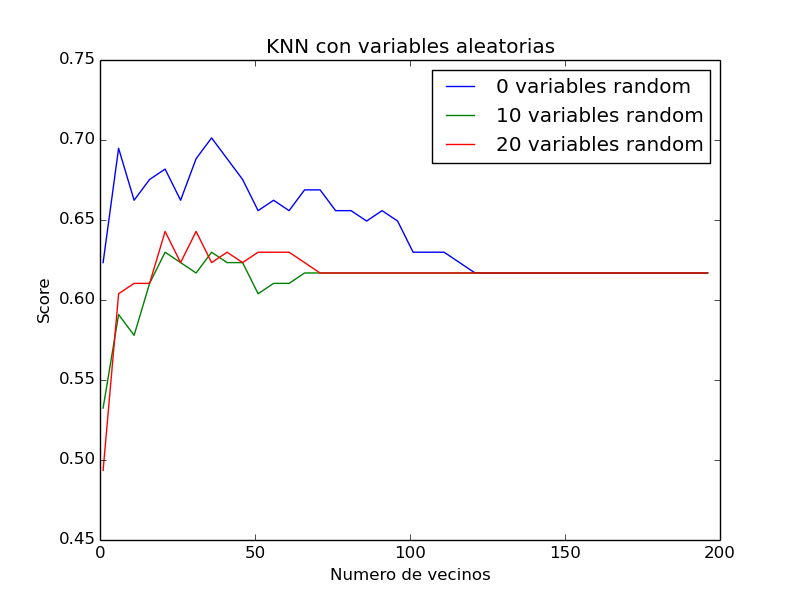 KNN con variables aleatorias
0.75
0.70
0.65
0.60
0.55
0.50
0.45
Score
0 variables random
10 variables random
20 variables random
0 50 100 150 200
Numero de vecinos